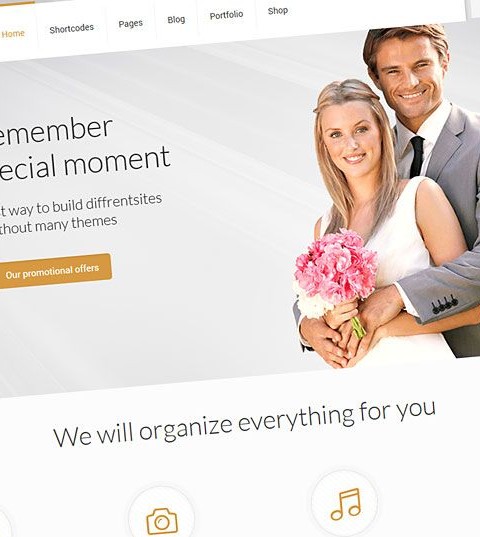 Home
Shortcodes
Pages
Blog
Portfolio
Shop
emember
ecial moment
st way to build diffrentsites
thout many themes
Our promotional offers
We will organize everything for you